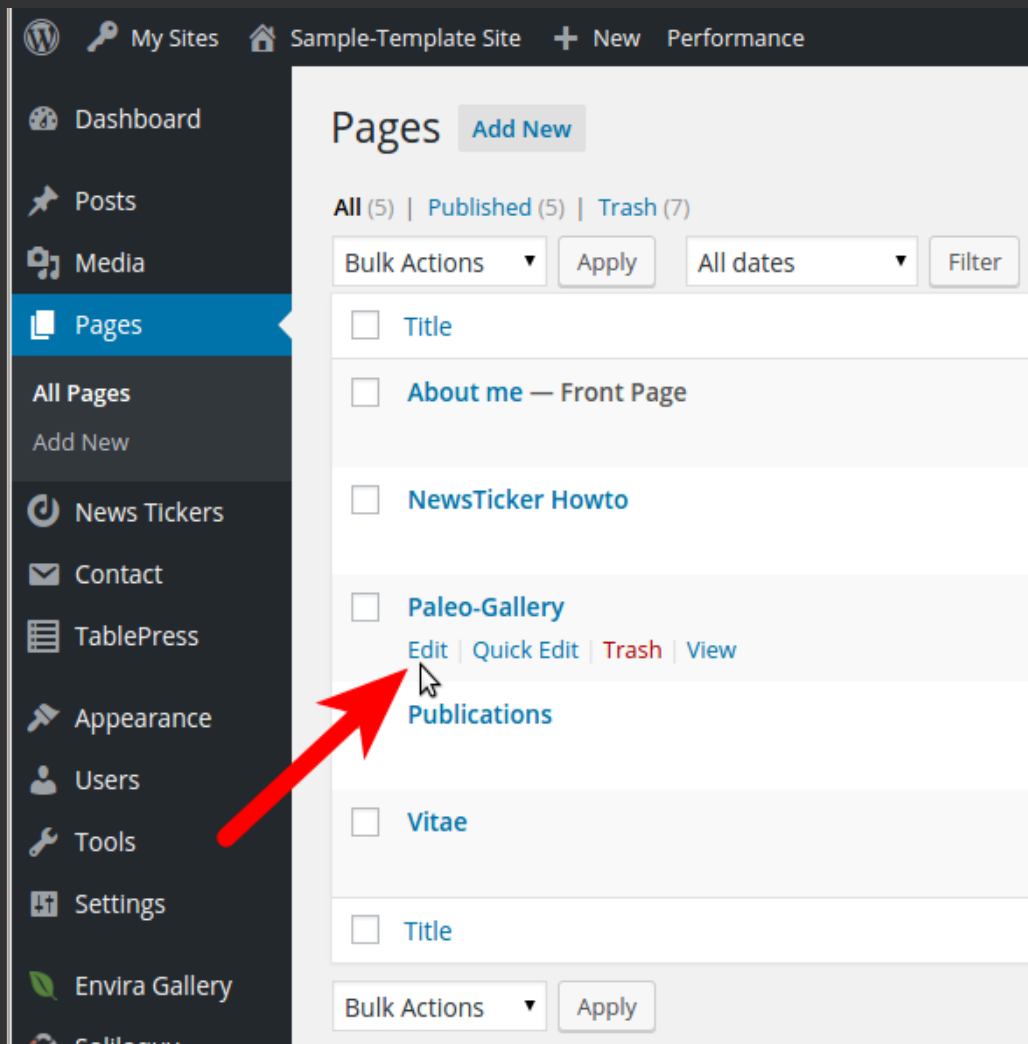 My Sites Sample-Template Site New Performance
Dashboard
Posts
Media
Pages
All Pages
Add New
News Tickers
Contact
TablePress
Appearance
Users
Tools
Settings
Envira Gallery
Pages Add New
All (5) | Published (5) | Trash (7)
Bulk Actions Apply All dates Filter
Title
About me — Front Page
NewsTicker Howto
Paleo-Gallery
Edit | Quick Edit | Trash | View
Publications
Vitae
Title
Bulk Actions Apply